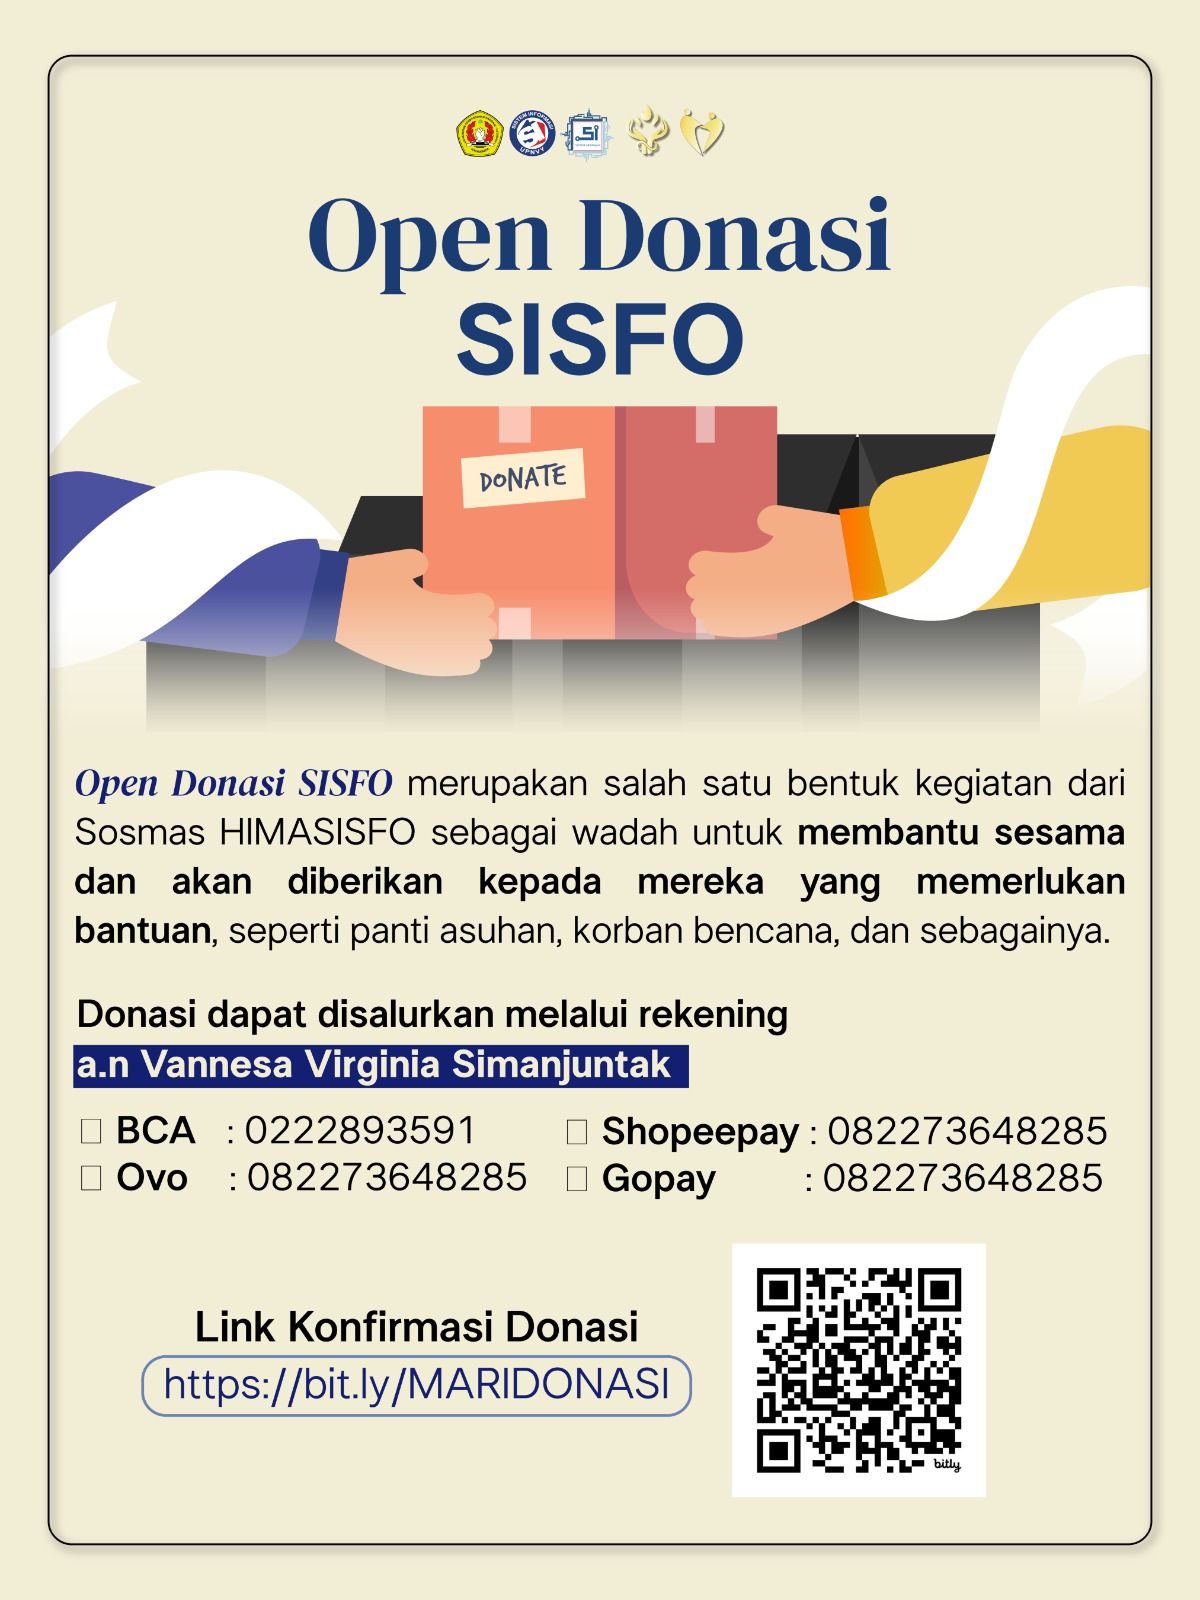 SISTEM INFORMASI
UPNVY
Open Donasi
SISFO
DONATE
Open Donasi SISFO merupakan salah satu bentuk kegiatan dari
Sosmas HIMASISFO sebagai wadah untuk membantu sesama
dan akan diberikan kepada mereka yang memerlukan
bantuan, seperti panti asuhan, korban bencana, dan sebagainya.
Donasi dapat disalurkan melalui rekening
a.n Vannesa Virginia Simanjuntak
BCA : 0222893591
Ovo : 082273648285
Shopeepay : 082273648285
Gopay : 082273648285
Link Konfirmasi Donasi
https://bit.ly/MARIDONASI
bitly